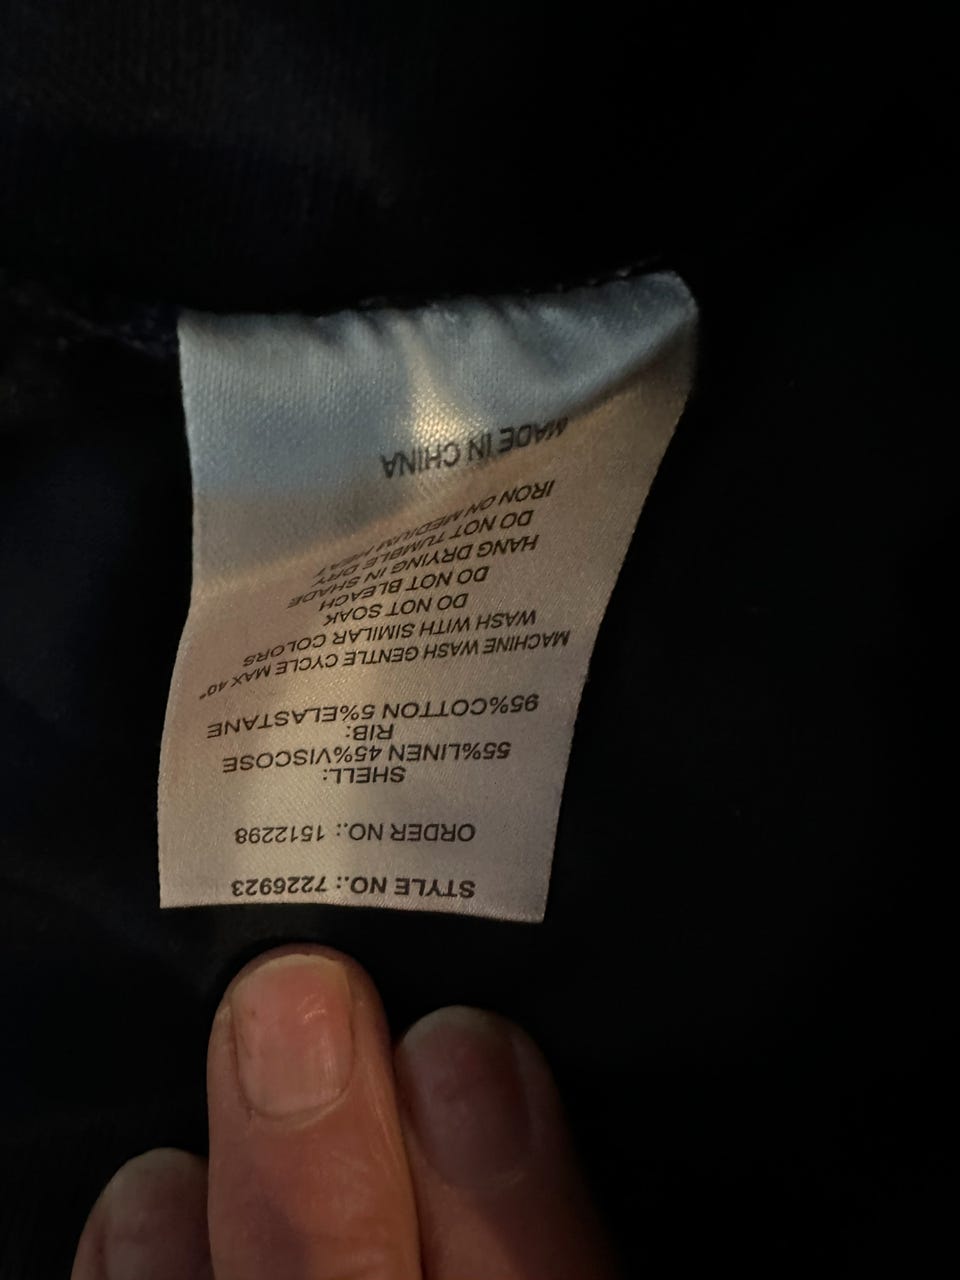 STYLE NO.: 7226923
ORDER NO.: 1512298
SHELL:
55%LINEN 45%VISCOSE
RIB:
95%COTTON 5%ELASTANE
MACHINE WASH GENTLE CYCLE MAX 40°
WASH WITH SIMILAR COLORS
DO NOT SOAK
DO NOT BLEACH
HANG DRYING IN SHADE
DO NOT TUMBLE DRY
IRON ON MEDIUM HEAT
MADE IN CHINA